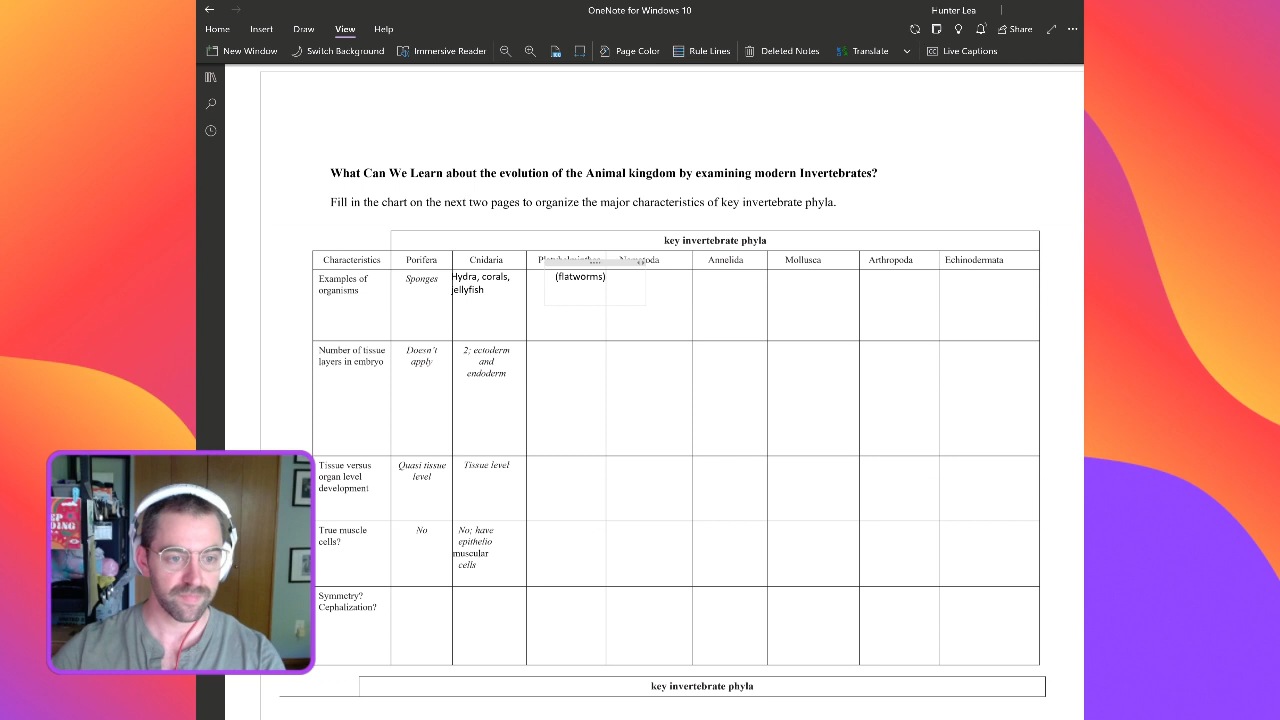 OneNote for Windows 10
Hunter Lea
Home Insert Draw View Help
Share
New Window Switch Background Immersive Reader Page Color Rule Lines Deleted Notes Translate Live Captions
What Can We Learn about the evolution of the Animal kingdom by examining modern Invertebrates?
Fill in the chart on the next two pages to organize the major characteristics of key invertebrate phyla.
key invertebrate phyla
Characteristics Porifera Cnidaria Annelida Mollusca Arthropoda Echinodermata
Examples of
organisms
Sponges
Hydra, corals,
jellyfish
(flatworms)
Number of tissue
layers in embryo
Doesn't
apply
2; ectoderm
and
endoderm
Tissue versus
organ level
development
Quasi tissue
level
Tissue level
True muscle
cells?
No
No; have
epithelio
muscular
cells
Symmetry?
Cephalization?
key invertebrate phyla